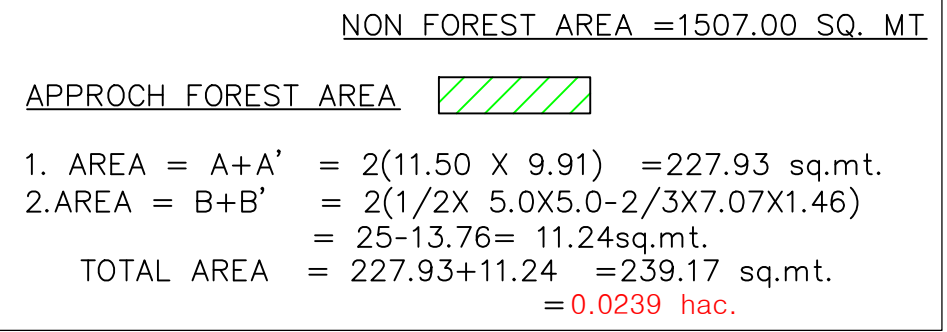 NON FOREST AREA =1507.00 SQ. MT
APPROCH FOREST AREA
1. AREA = A+A' = 2(11.50 X 9.91) =227.93 sq.mt.
2.AREA = B+B' = 2(1/2X 5.0X5.0-2/3X7.07X1.46)
= 25-13.76= 11.24sq.mt.
TOTAL AREA = 227.93+11.24 =239.17 sq.mt.
=0.0239 hac.